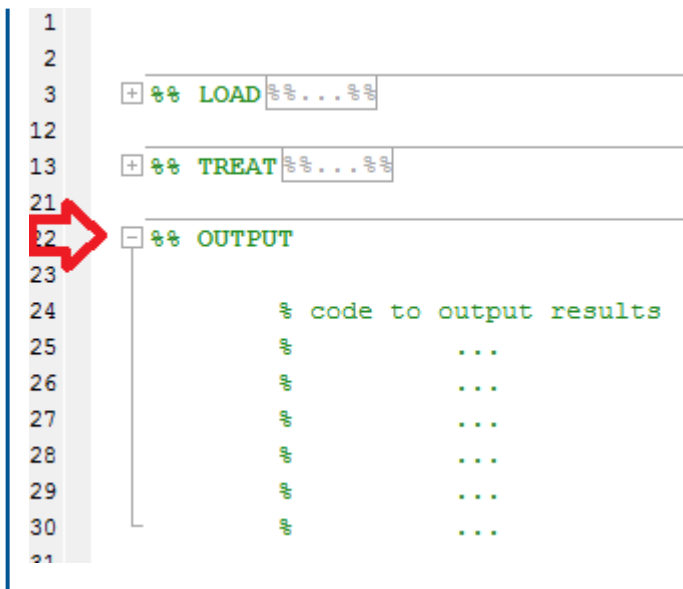 1
2
3 %% LOAD %%...%%
12
13 %% TREAT %%...%%
21
22 %% OUTPUT
23
24 % code to output results
25 % ...
26 % ...
27 % ...
28 % ...
29 % ...
30 % ...
31